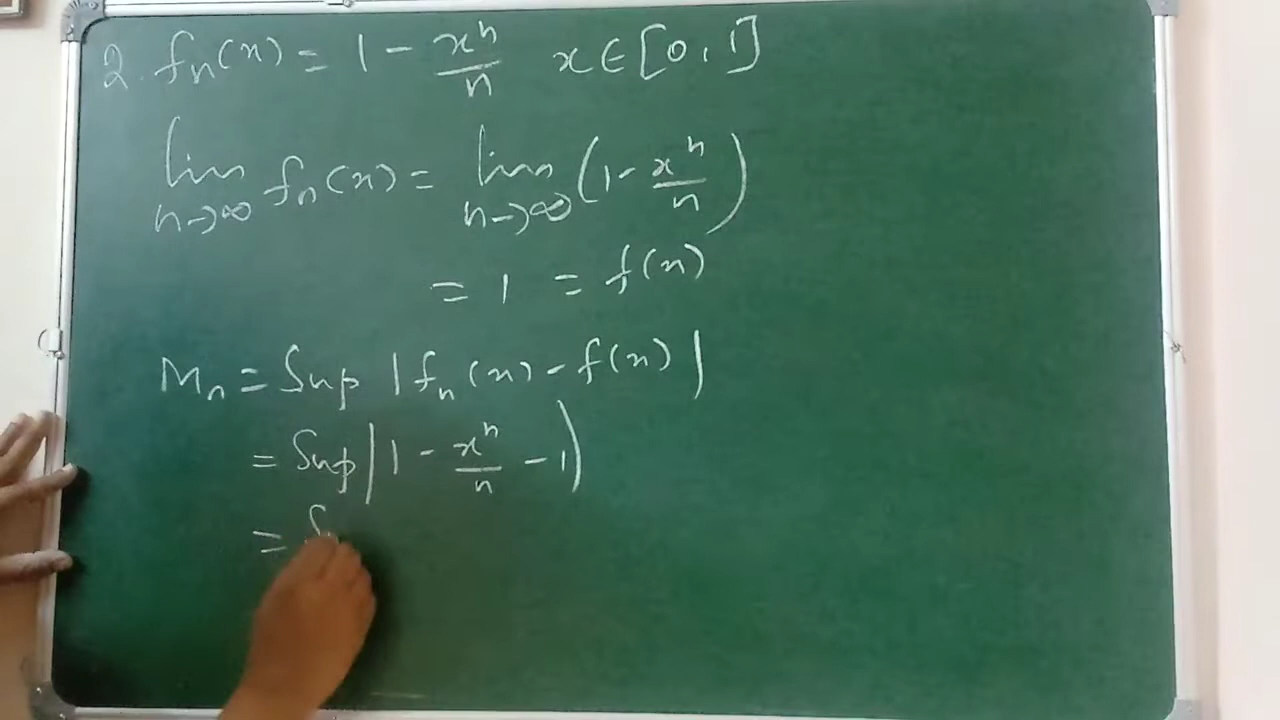 2. fn(x) = 1 - x^n/n x ∈ [0, 1]
lim n→∞ fn(x) = lim n→∞ (1 - x^n/n)
= 1 = f(x)
Mn = Sup |fn(x) - f(x)|
= Sup |1 - x^n/n - 1|
= S